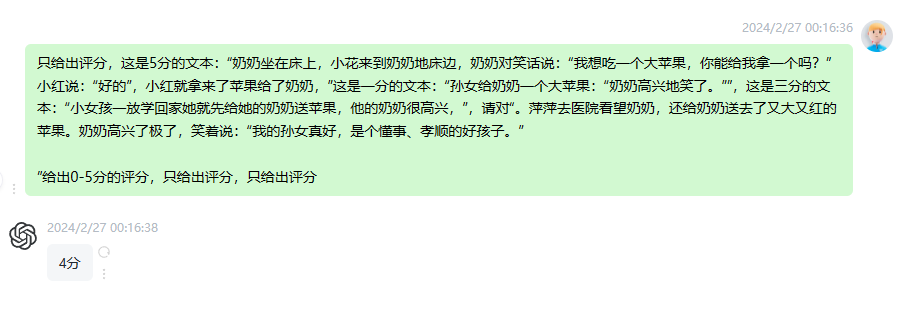 2024/2/27 00:16:36
只给出评分，这是5分的文本：“奶奶坐在床上，小花来到奶奶地床边，奶奶对笑话说：“我想吃一个大苹果，你能给我拿一个吗？”
小红说：“好的”，小红就拿来了苹果给了奶奶，”这是一分的文本：“孙女给奶奶一个大苹果：“奶奶高兴地笑了。””，这是三分的文
本：“小女孩一放学回家她就先给她的奶奶送苹果，他的奶奶很高兴，”，请对“。萍萍去医院看望奶奶，还给奶奶送去了又大又红的
苹果。奶奶高兴了极了，笑着说：“我的孙女真好，是个懂事、孝顺的好孩子。”
”给出0-5分的评分，只给出评分，只给出评分
2024/2/27 00:16:38
4分